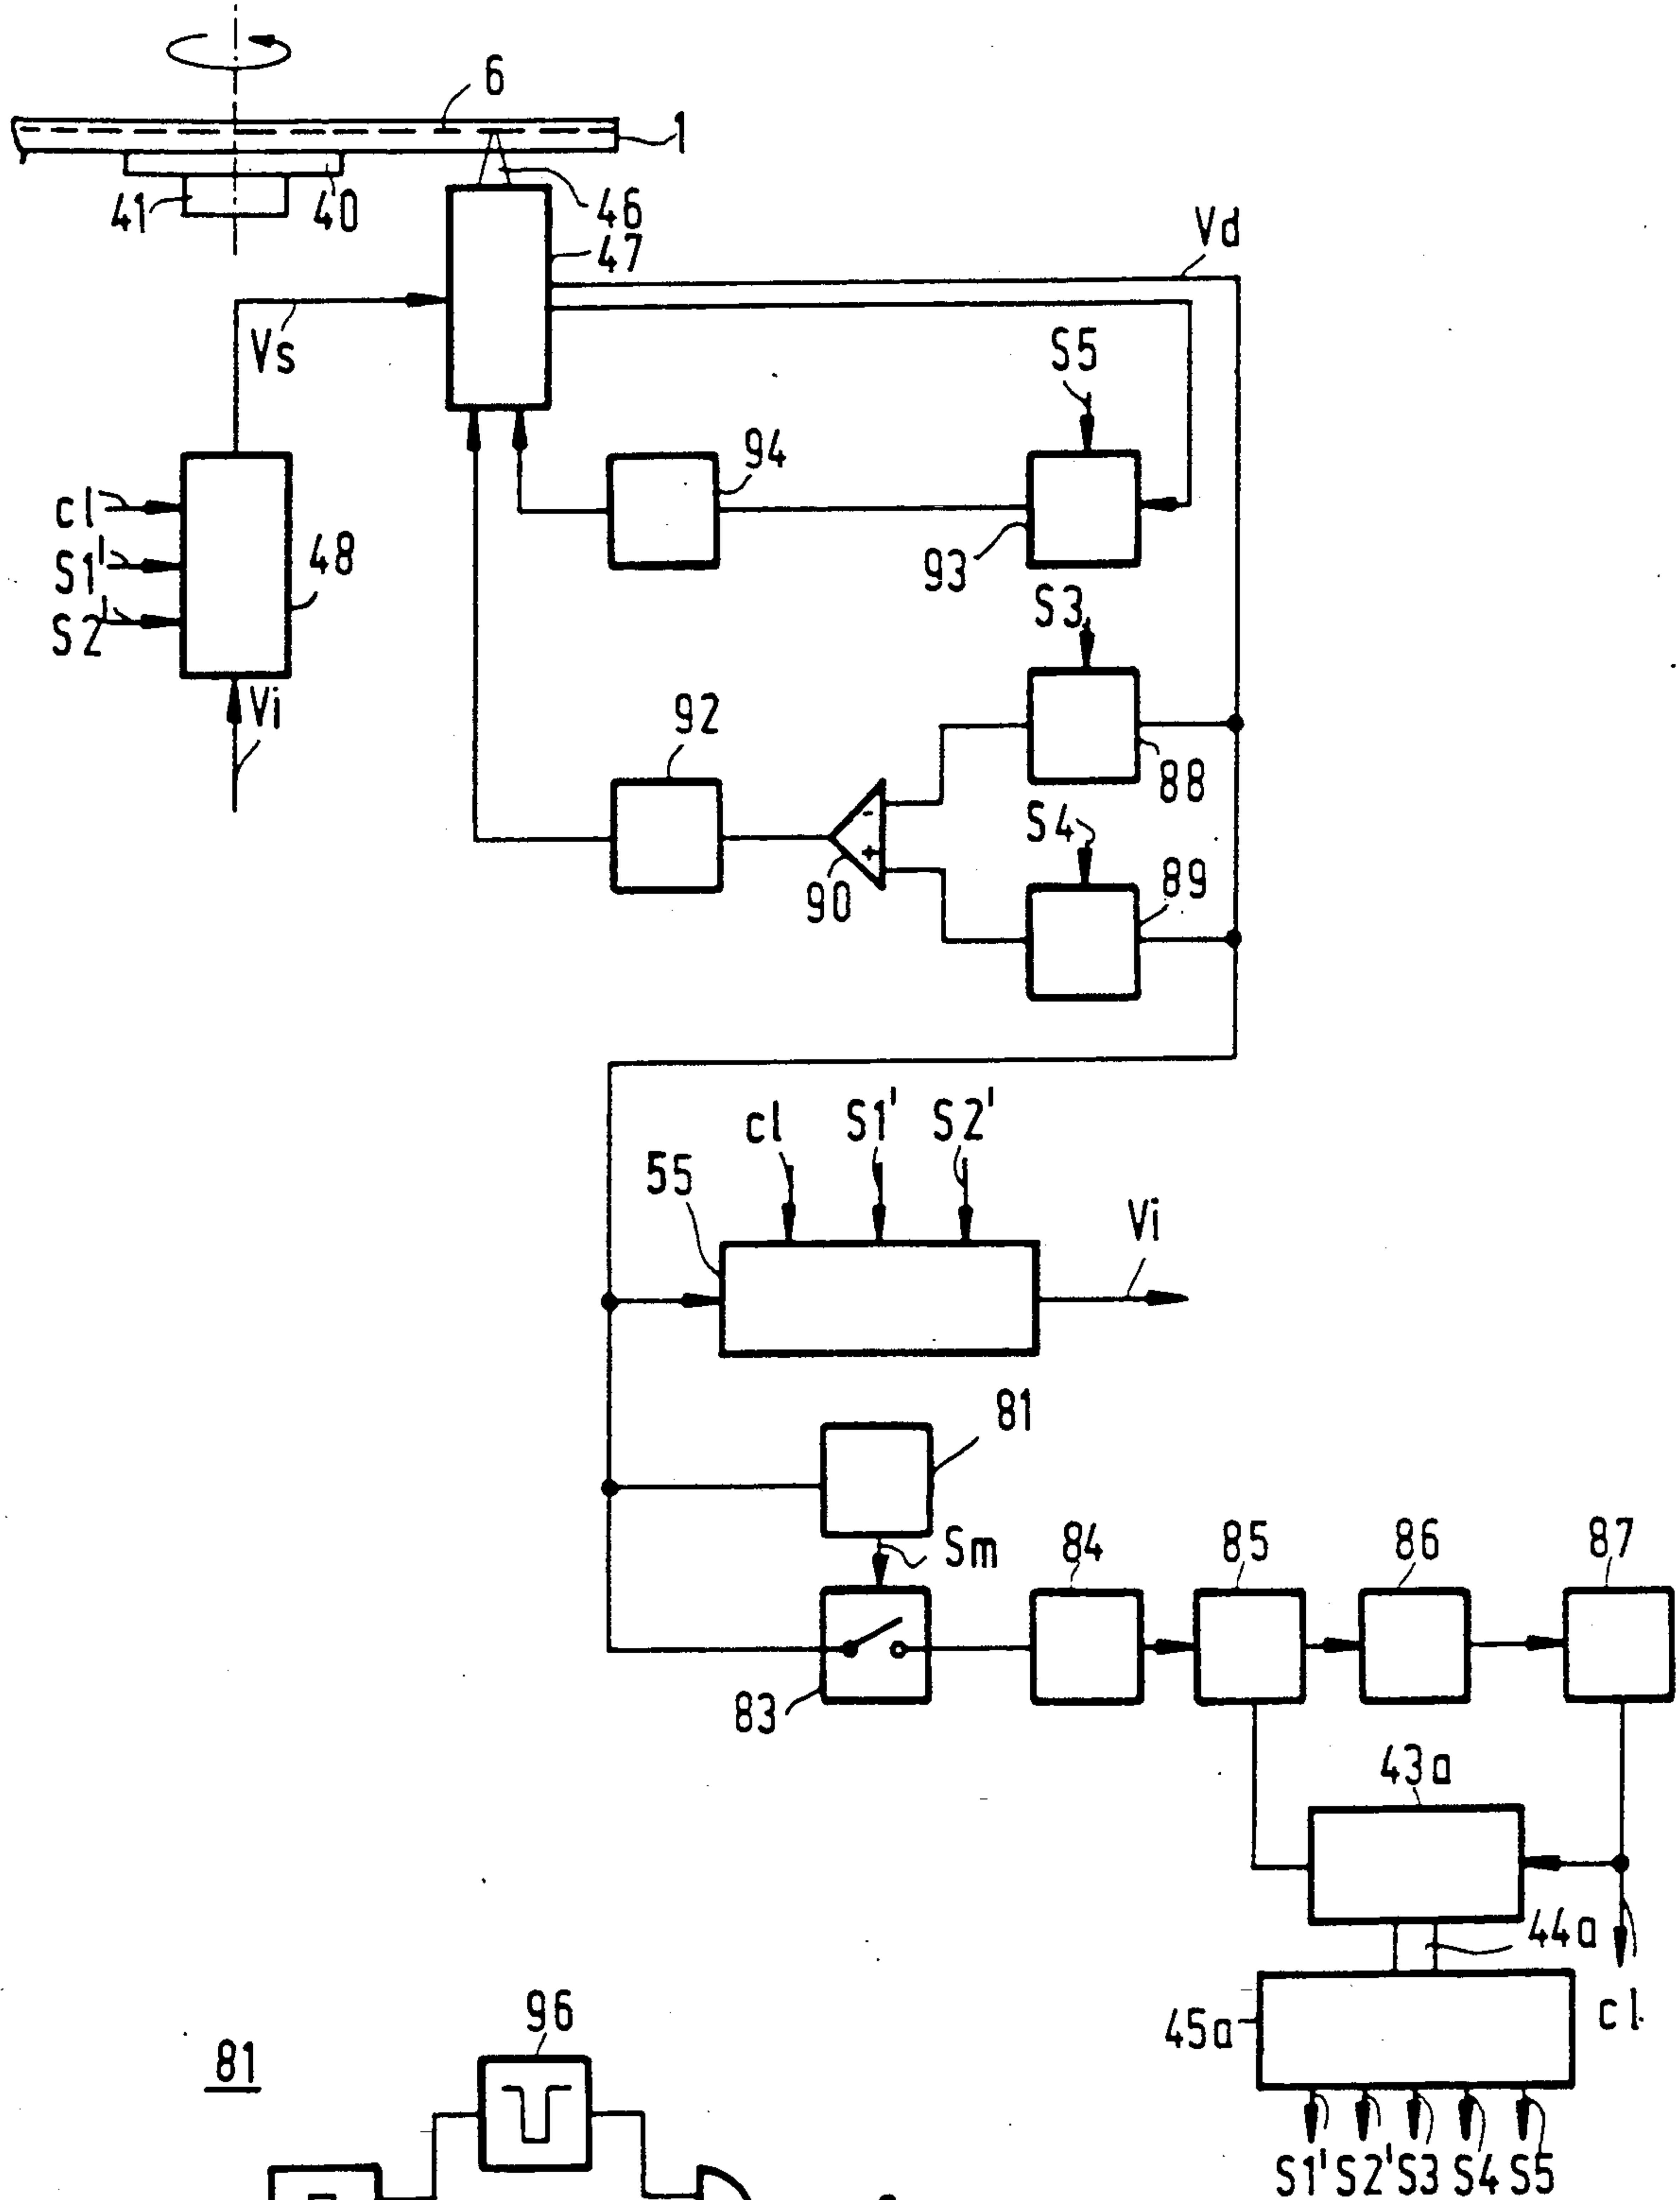 6
1
41
40
46
47
Vd
Vs
S5
94
cl
S1'
48
93
S2'
S3
Vi
92
88
S4
-
+
90
89
cl S1' S2'
55
Vi
81
Sm
84 85 86 87
83
43a
44a
45a
cl
96
81
S1' S2' S3 S4 S5